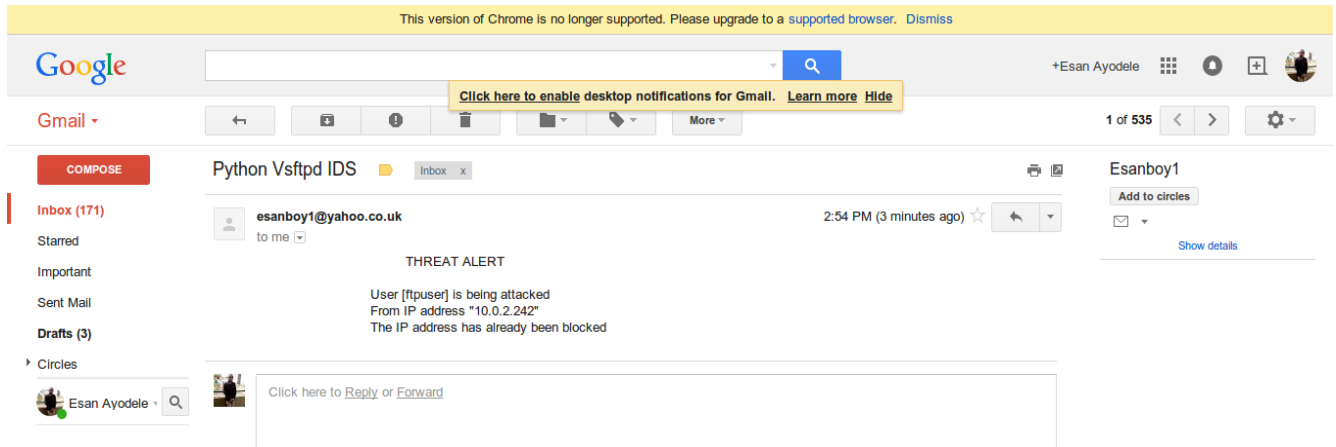 This version of Chrome is no longer supported. Please upgrade to a supported browser. Dismiss
Google
+Esan Ayodele
Click here to enable desktop notifications for Gmail. Learn more Hide
Gmail
More
1 of 535
COMPOSE
Python Vsftpd IDS
Inbox x
Esanboy1
Add to circles
Inbox (171)
esanboy1@yahoo.co.uk
2:54 PM (3 minutes ago)
to me
Show details
Starred
THREAT ALERT
Important
User [ftpuser] is being attacked
From IP address "10.0.2.242"
The IP address has already been blocked
Sent Mail
Drafts (3)
Circles
Esan Ayodele
Click here to Reply or Forward